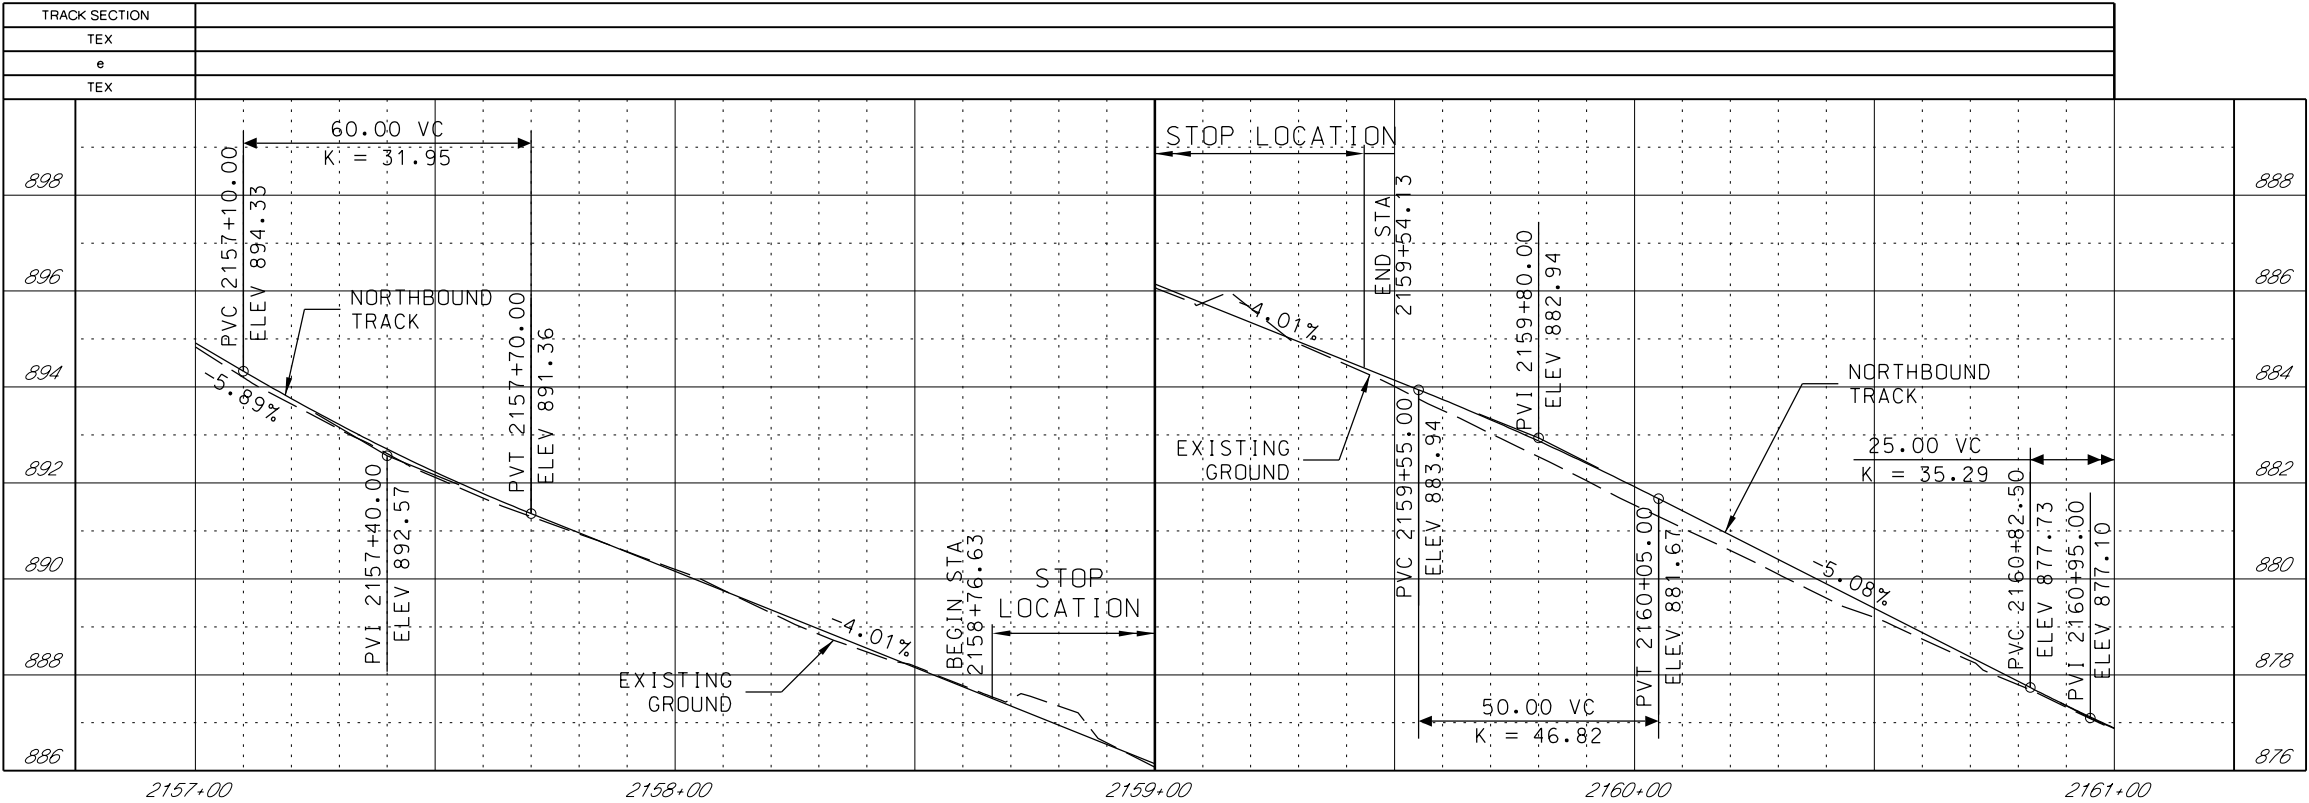 TRACK SECTION
TEX
e
TEX
898
896
894
892
890
888
886
60.00 VC
K = 31.95
PVC 2157+10.00
ELEV 894.33
NORTHBOUND
TRACK
-5.89%
PVI 2157+40.00
ELEV 892.57
PVT 2157+70.00
ELEV 891.36
-4.01%
EXISTING
GROUND
BEGIN STA
2158+76.63
STOP
LOCATION
STOP LOCATION
END STA
2159+54.13
-4.01%
EXISTING
GROUND
PVC 2159+55.00
ELEV 883.94
PVI 2159+80.00
ELEV 882.94
50.00 VC
K = 46.82
PVT 2160+05.00
ELEV 881.67
NORTHBOUND
TRACK
-5.08%
25.00 VC
K = 35.29
PVC 2160+82.50
ELEV 877.73
PVI 2160+95.00
ELEV 877.10
888
886
884
882
880
878
876
2157+00
2158+00
2159+00
2160+00
2161+00